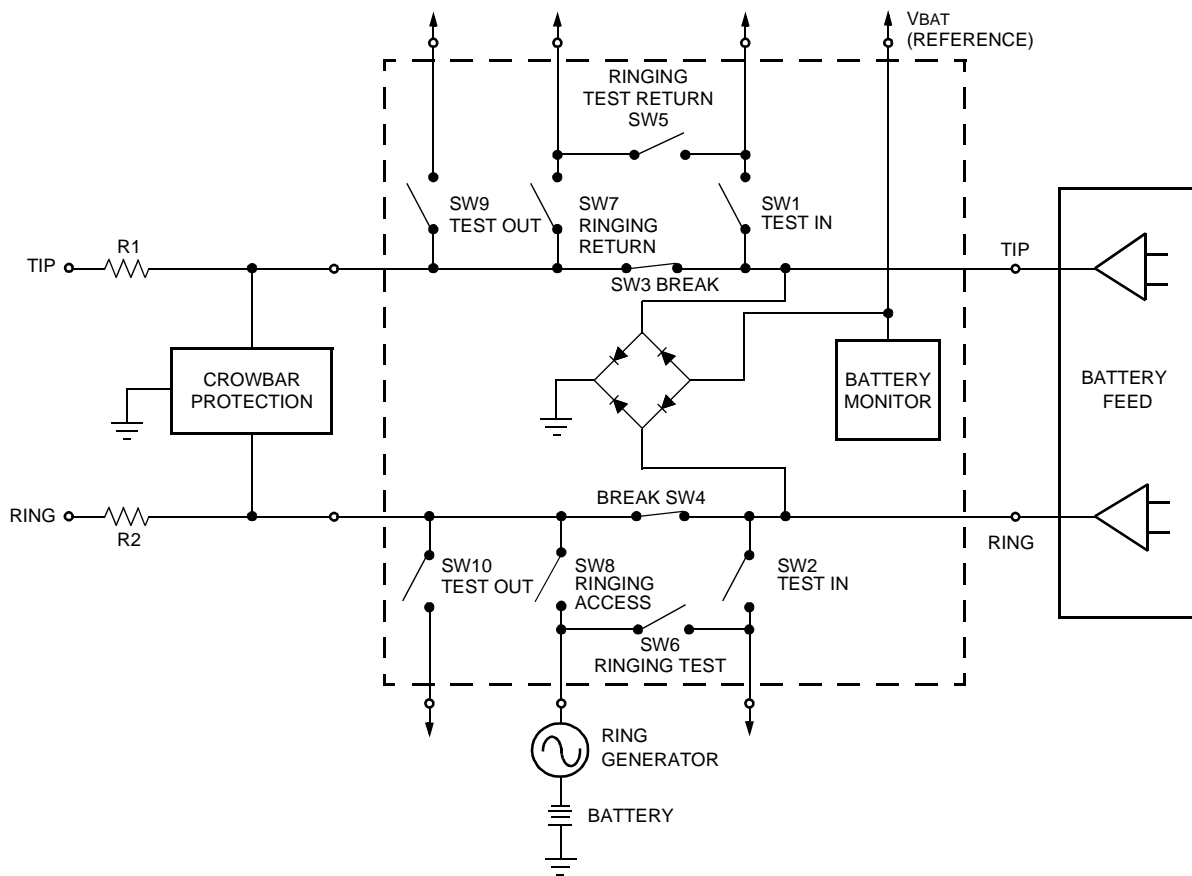 VBAT
(REFERENCE)
RINGING
TEST RETURN
SW5
SW9
TEST OUT
SW7
RINGING
RETURN
SW1
TEST IN
R1
TIP
SW3 BREAK
TIP
CROWBAR
PROTECTION
BATTERY
MONITOR
BATTERY
FEED
RING
R2
BREAK SW4
RING
SW10
TEST OUT
SW8
RINGING
ACCESS
SW2
TEST IN
SW6
RINGING TEST
RING
GENERATOR
BATTERY